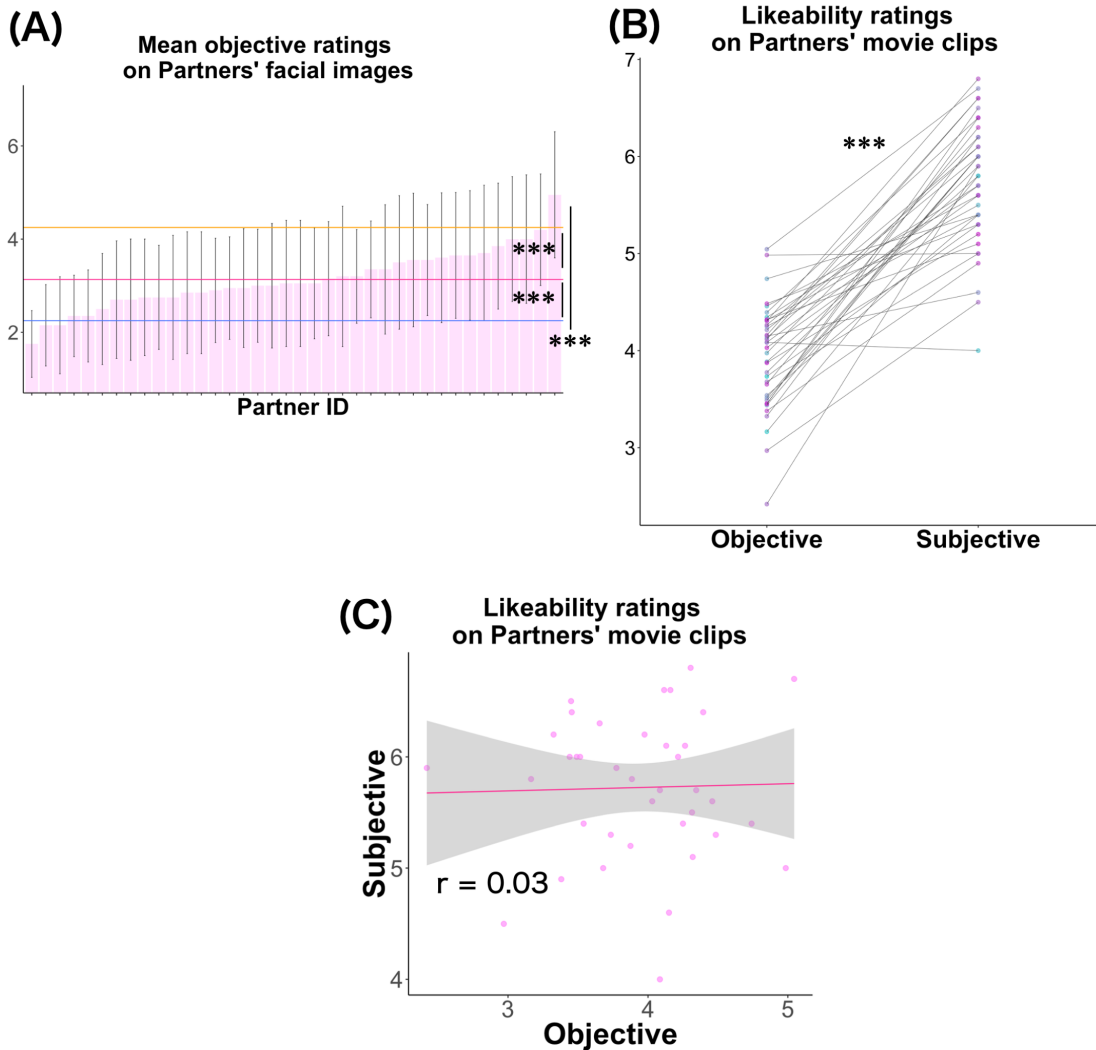 (A)
Mean objective ratings
on Partners' facial images
6
4
2
***
***
***
Partner ID
(B)
Likeability ratings
on Partners' movie clips
7
6
5
4
3
***
Objective
Subjective
(C)
Likeability ratings
on Partners' movie clips
Subjective
6
5
4
r = 0.03
3
4
5
Objective